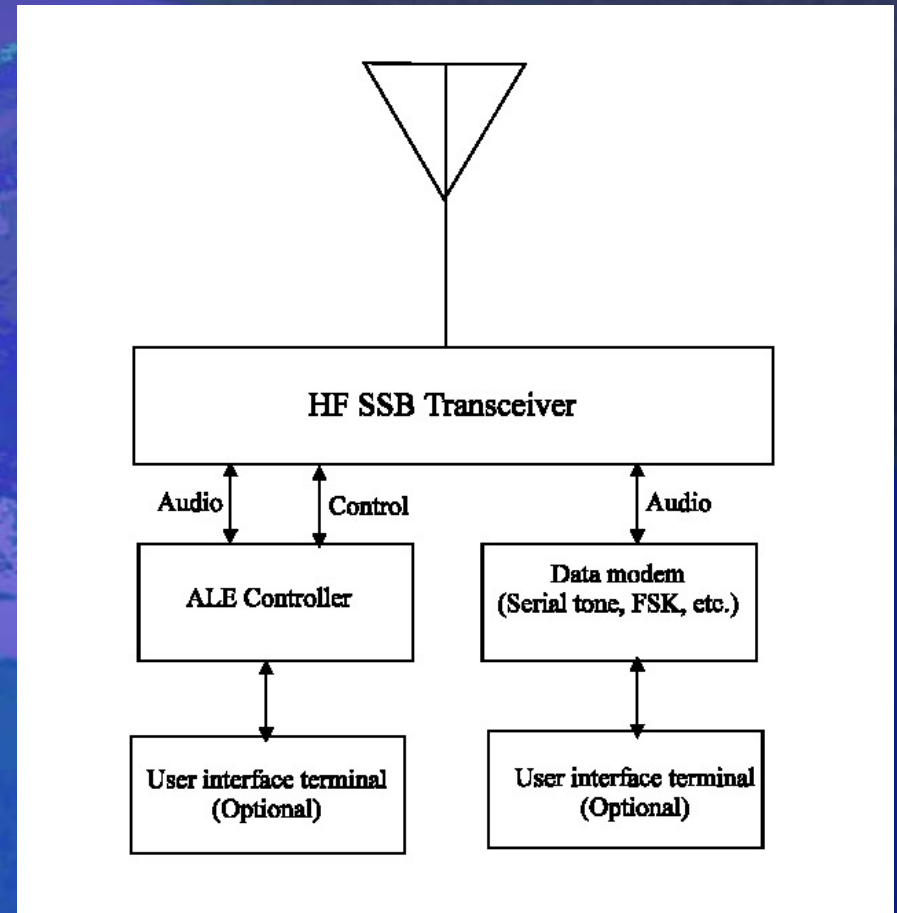 HF SSB Transceiver
Audio
Control
Audio
ALE Controller
Data modem
(Serial tone, FSK, etc.)
User interface terminal
(Optional)
User interface terminal
(Optional)